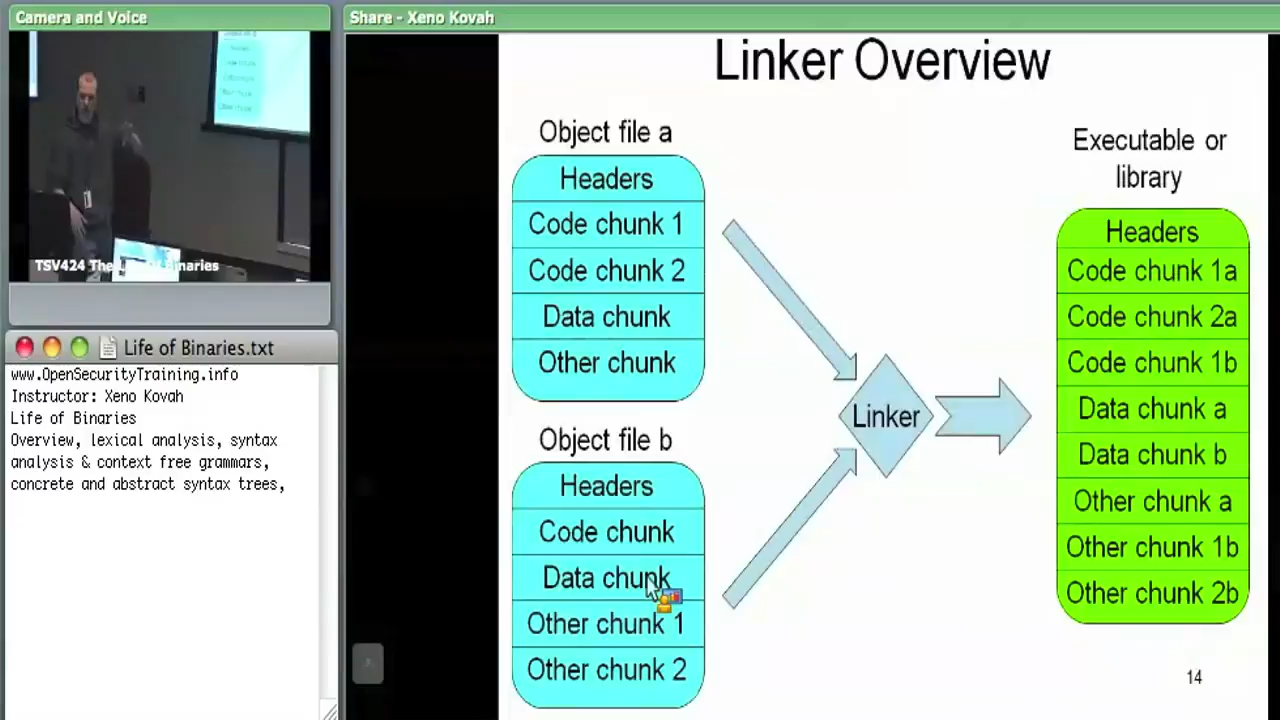 Camera and Voice
TSV424 The Life Of Binaries
Life of Binaries.txt
www.OpenSecurityTraining.info
Instructor: Xeno Kovah
Life of Binaries
Overview, lexical analysis, syntax
analysis & context free grammars,
concrete and abstract syntax trees,
Share - Xeno Kovah
Linker Overview
Object file a
Headers
Code chunk 1
Code chunk 2
Data chunk
Other chunk
Object file b
Headers
Code chunk
Data chunk
Other chunk 1
Other chunk 2
Linker
Executable or
library
Headers
Code chunk 1a
Code chunk 2a
Code chunk 1b
Data chunk a
Data chunk b
Other chunk a
Other chunk 1b
Other chunk 2b
14